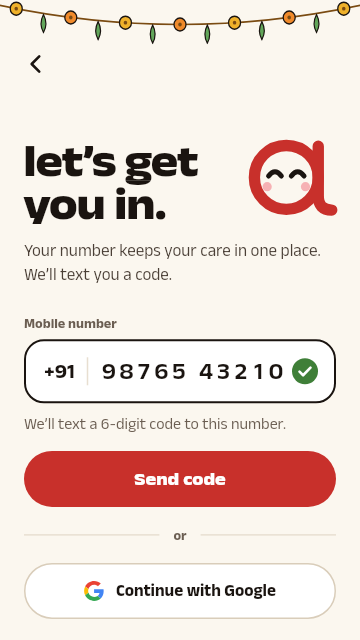 let's get
you in.
Your number keeps your care in one place.
We'll text you a code.
Mobile number
+91 98765 43210
We'll text a 6-digit code to this number.
Send code
or
Continue with Google